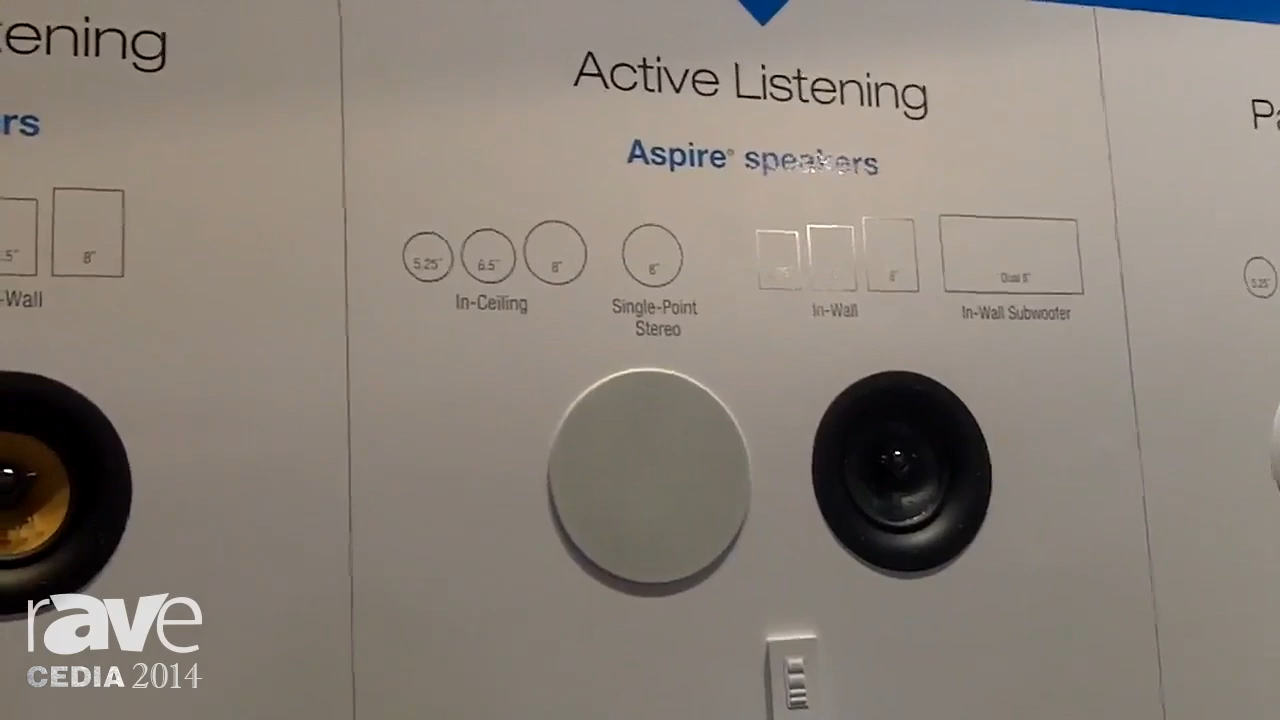 tening
rs
.5"
8"
-Wall
Active Listening
Aspire® speakers
5.25"
6.5"
8"
In-Ceiling
8"
Single-Point
Stereo
8"
In-Wall
Dual 8"
In-Wall Subwoofer
Pa
5.25"
rave
CEDIA 2014